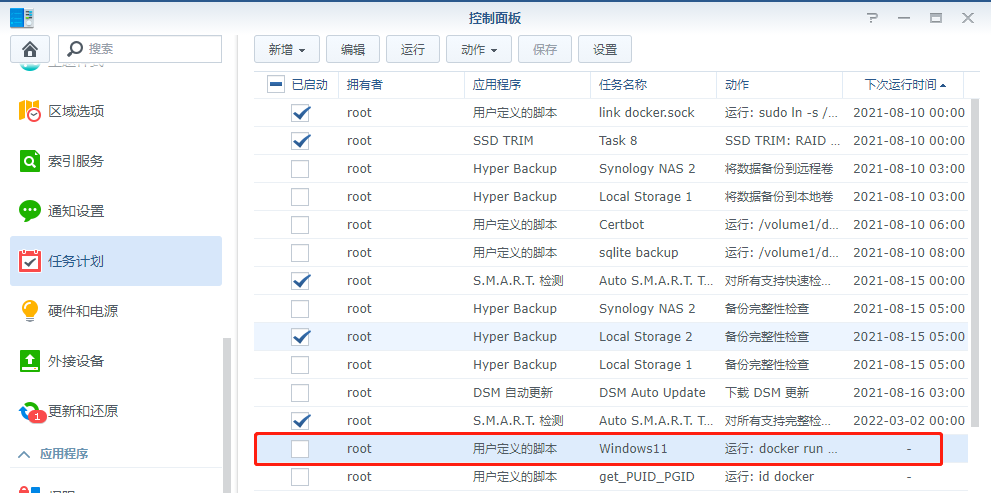 控制面板
搜索
区域选项
索引服务
通知设置
任务计划
硬件和电源
外接设备
1
更新和还原
应用程序
新增 编辑 运行 动作 保存 设置
已启动 拥有者 应用程序 任务名称 动作 下次运行时间
root 用户定义的脚本 link docker.sock 运行: sudo ln -s /... 2021-08-10 00:00
root SSD TRIM Task 8 SSD TRIM: RAID ... 2021-08-10 00:00
root Hyper Backup Synology NAS 2 将数据备份到远程卷 2021-08-10 03:00
root Hyper Backup Local Storage 1 将数据备份到本地卷 2021-08-10 03:00
root 用户定义的脚本 Certbot 运行: /volume1/d... 2021-08-10 08:00
root 用户定义的脚本 sqlite backup 运行: /volume1/d... 2021-08-10 08:00
root S.M.A.R.T. 检测 Auto S.M.A.R.T. T... 对所有支持快速检... 2021-08-15 00:00
root Hyper Backup Synology NAS 2 备份完整性检查 2021-08-15 05:00
root Hyper Backup Local Storage 2 备份完整性检查 2021-08-15 05:00
root Hyper Backup Local Storage 1 备份完整性检查 2021-08-15 05:00
root DSM 自动更新 DSM Auto Update 下载 DSM 更新 2021-08-16 03:00
root S.M.A.R.T. 检测 Auto S.M.A.R.T. T... 对所有支持完整检... 2022-03-02 00:00
root 用户定义的脚本 Windows11 运行: docker run ... -
root 用户定义的脚本 get_PUID_PGID 运行: id docker -